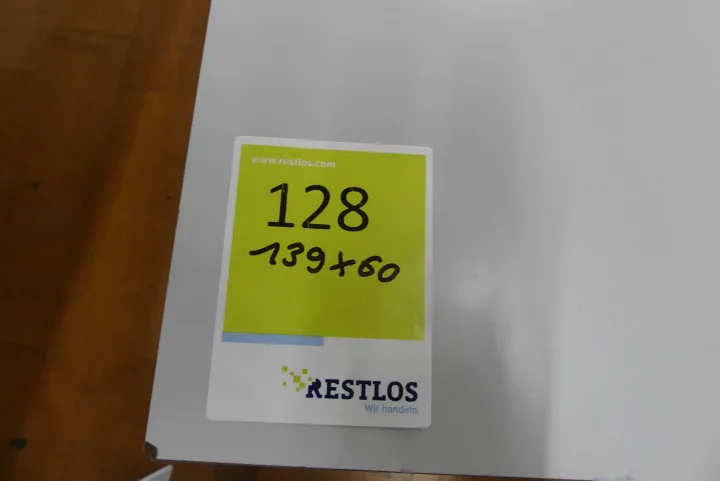 www.restlos.com
128
139x60
RESTLOS
Wir handeln.